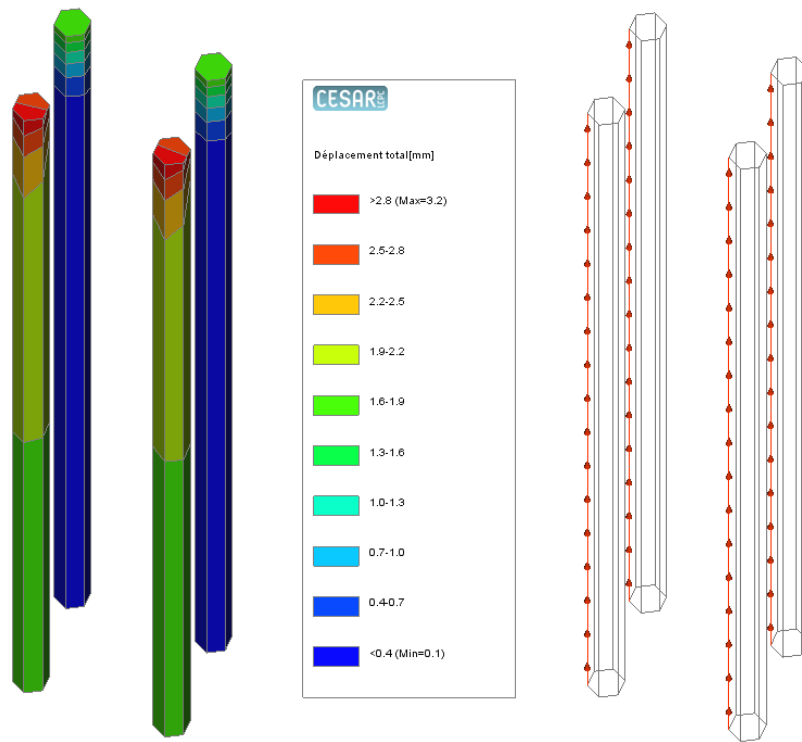 CESAR LCPC
Déplacement total[mm]
>2.8 (Max=3.2)
2.5-2.8
2.2-2.5
1.9-2.2
1.6-1.9
1.3-1.6
1.0-1.3
0.7-1.0
0.4-0.7
<0.4 (Min=0.1)